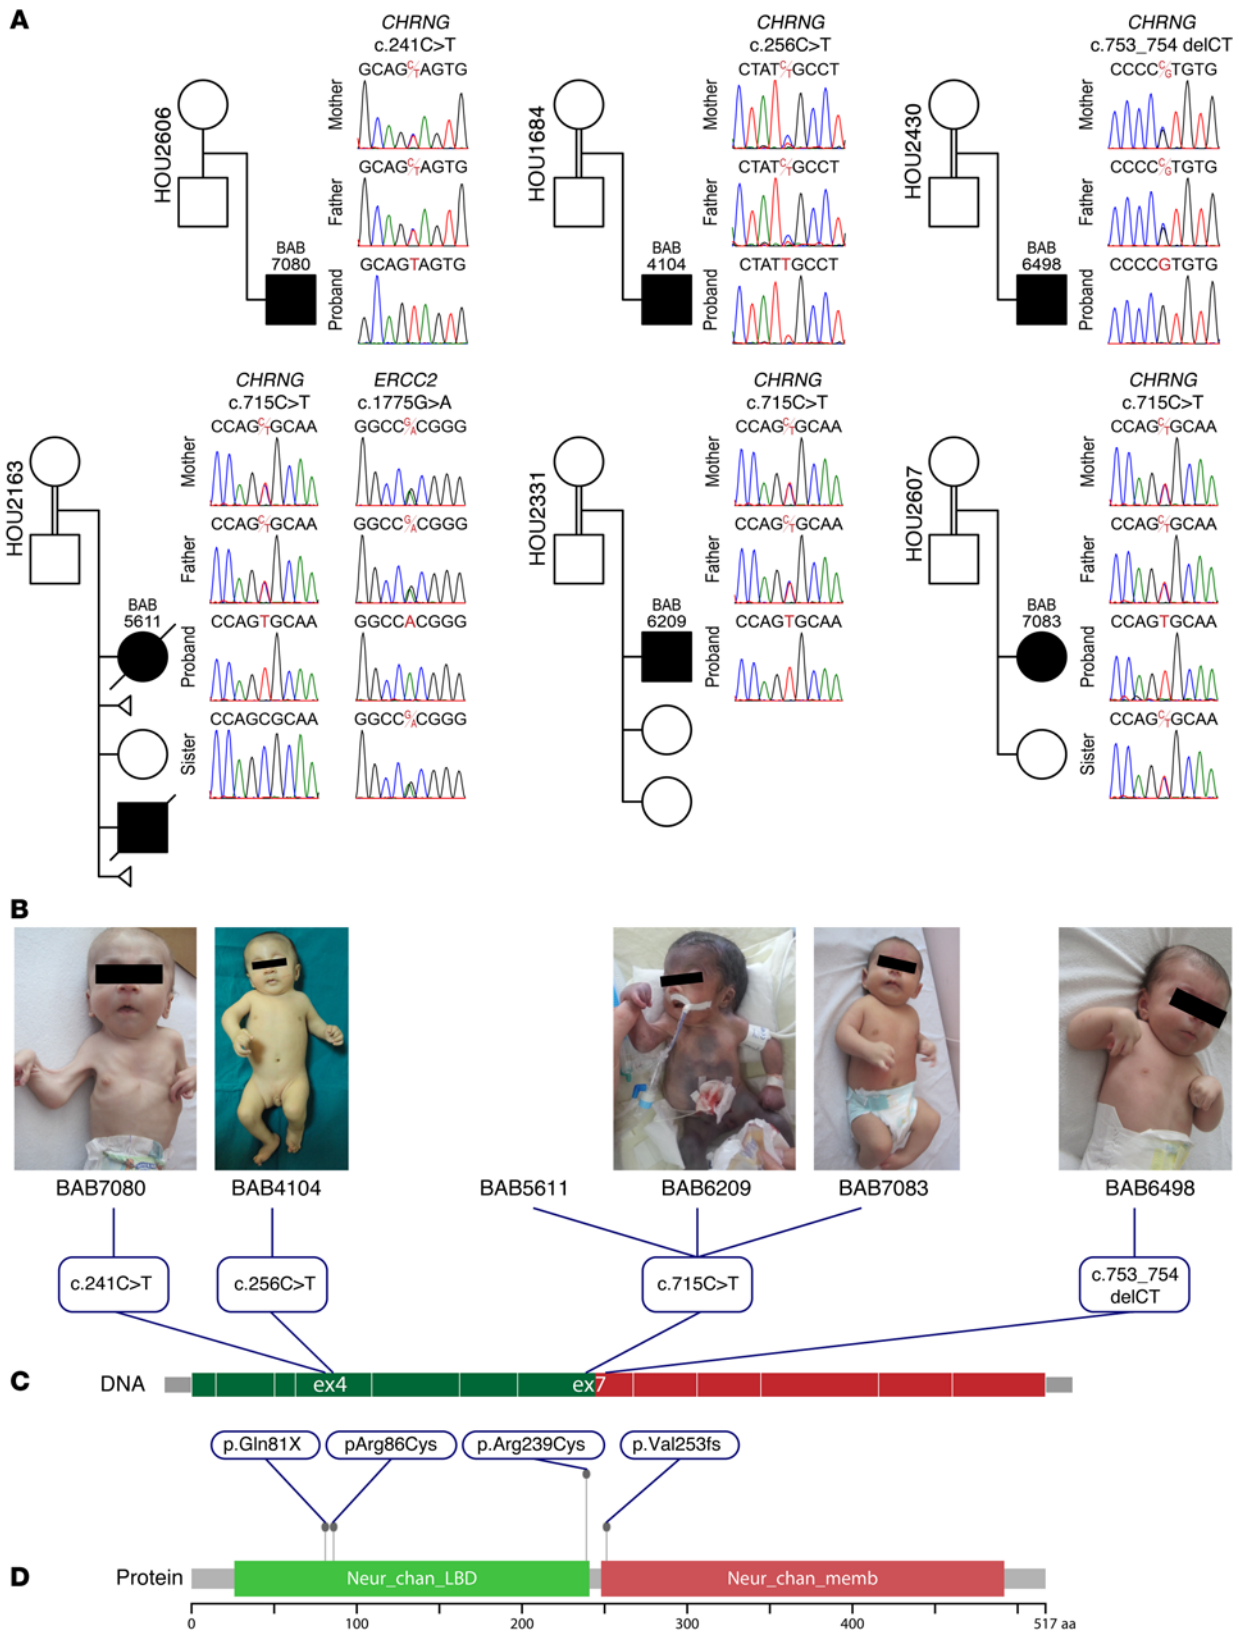 A
CHRNG
c.241C>T
GCAGC/TAGTG
HOU2606
Mother
GCAGC/TAGTG
Father
BAB
7080
GCAGTAGTG
Proband
CHRNG
c.256C>T
CTATC/TGCCT
HOU1684
Mother
CTATC/TGCCT
Father
BAB
4104
CTATTGCCT
Proband
CHRNG
c.753_754 delCT
CCCCC/GTGTG
HOU2430
Mother
CCCCC/GTGTG
Father
BAB
6498
CCCCGTGTG
Proband
CHRNG
c.715C>T
ERCC2
c.1775G>A
CCAGC/TGCAA
GGCCG/ACGGG
HOU2163
Mother
CCAGC/TGCAA
GGCCG/ACGGG
Father
BAB
5611
CCAGTGCAA
GGCCACGGG
Proband
CCAGCGCAA
GGCCG/ACGGG
Sister
CHRNG
c.715C>T
CCAGC/TGCAA
HOU2331
Mother
CCAGC/TGCAA
Father
BAB
6209
CCAGTGCAA
Proband
CHRNG
c.715C>T
CCAGC/TGCAA
HOU2607
Mother
CCAGC/TGCAA
Father
BAB
7083
CCAGTGCAA
Proband
CCAGC/TGCAA
Sister
B
BAB7080
BAB4104
BAB5611
BAB6209
BAB7083
BAB6498
c.241C>T
c.256C>T
c.715C>T
c.753_754
delCT
C
DNA
ex4
ex7
p.Gln81X
pArg86Cys
p.Arg239Cys
p.Val253fs
D
Protein
Neur_chan_LBD
Neur_chan_memb
0
100
200
300
400
517 aa